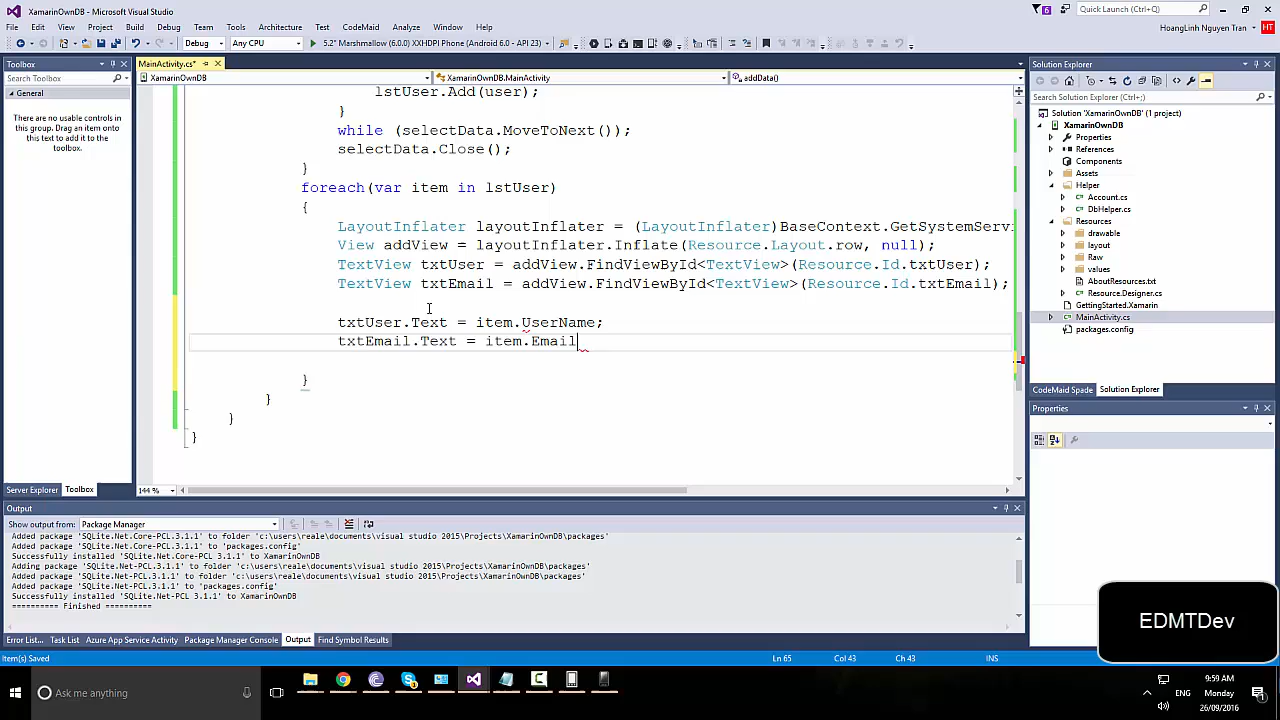 XamarinOwnDB - Microsoft Visual Studio
6
Quick Launch (Ctrl+Q)
File Edit View Project Build Debug Team Tools Architecture Test CodeMaid Analyze Window Help
HoangLinh Nguyen Tran HT
Debug Any CPU 5.2" Marshmallow (6.0.0) XXHDPI Phone (Android 6.0 - API 23)
Toolbox
Search Toolbox
General
There are no usable controls in
this group. Drag an item onto
this text to add it to the
toolbox.
Server Explorer Toolbox
MainActivity.cs*
XamarinOwnDB XamarinOwnDB.MainActivity addData()
lstUser.Add(user);
}
while (selectData.MoveToNext());
selectData.Close();
}
foreach(var item in lstUser)
{
LayoutInflater layoutInflater = (LayoutInflater)BaseContext.GetSystemServi
View addView = layoutInflater.Inflate(Resource.Layout.row, null);
TextView txtUser = addView.FindViewById<TextView>(Resource.Id.txtUser);
TextView txtEmail = addView.FindViewById<TextView>(Resource.Id.txtEmail);
txtUser.Text = item.UserName;
txtEmail.Text = item.Email
}
}
}
}
144 %
Solution Explorer
Search Solution Explorer (Ctrl+;)
Solution 'XamarinOwnDB' (1 project)
XamarinOwnDB
Properties
References
Components
Assets
Helper
Account.cs
DbHelper.cs
Resources
drawable
layout
Raw
values
AboutResources.txt
Resource.Designer.cs
GettingStarted.Xamarin
MainActivity.cs
packages.config
CodeMaid Spade Solution Explorer
Properties
Output
Show output from: Package Manager
Added package 'SQLite.Net.Core-PCL.3.1.1' to folder 'c:\users\reale\documents\visual studio 2015\Projects\XamarinOwnDB\packages'
Added package 'SQLite.Net.Core-PCL.3.1.1' to 'packages.config'
Successfully installed 'SQLite.Net.Core-PCL 3.1.1' to XamarinOwnDB
Adding package 'SQLite.Net-PCL.3.1.1' to folder 'c:\users\reale\documents\visual studio 2015\Projects\XamarinOwnDB\packages'
Added package 'SQLite.Net-PCL.3.1.1' to folder 'c:\users\reale\documents\visual studio 2015\Projects\XamarinOwnDB\packages'
Added package 'SQLite.Net-PCL.3.1.1' to 'packages.config'
Successfully installed 'SQLite.Net-PCL 3.1.1' to XamarinOwnDB
========== Finished ==========
Error List... Task List Azure App Service Activity Package Manager Console Output Find Symbol Results
EDMTDev
Item(s) Saved Ln 65 Col 43 Ch 43 INS
Ask me anything
ENG
9:59 AM
Monday
26/09/2016
1